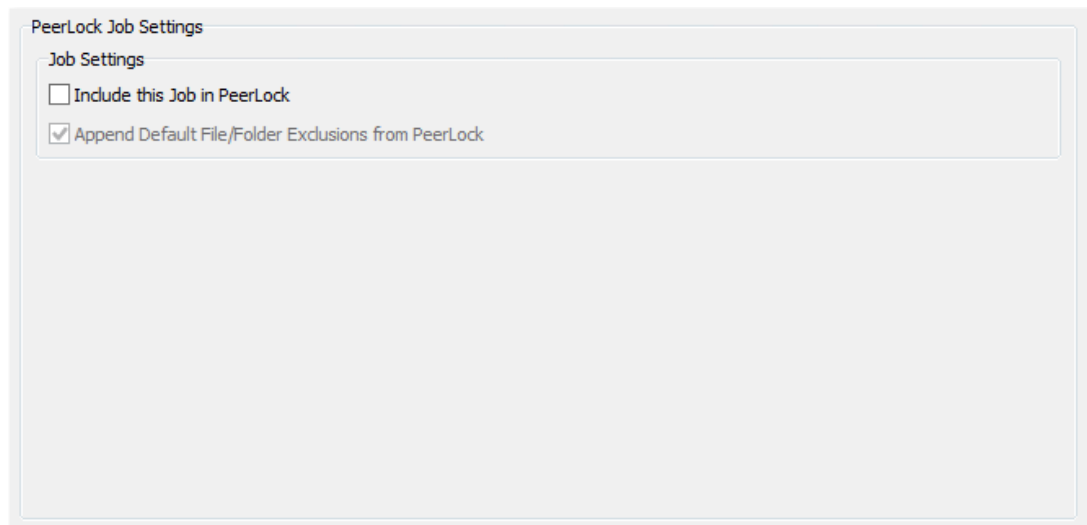 PeerLock Job Settings
Job Settings
Include this Job in PeerLock
Append Default File/Folder Exclusions from PeerLock